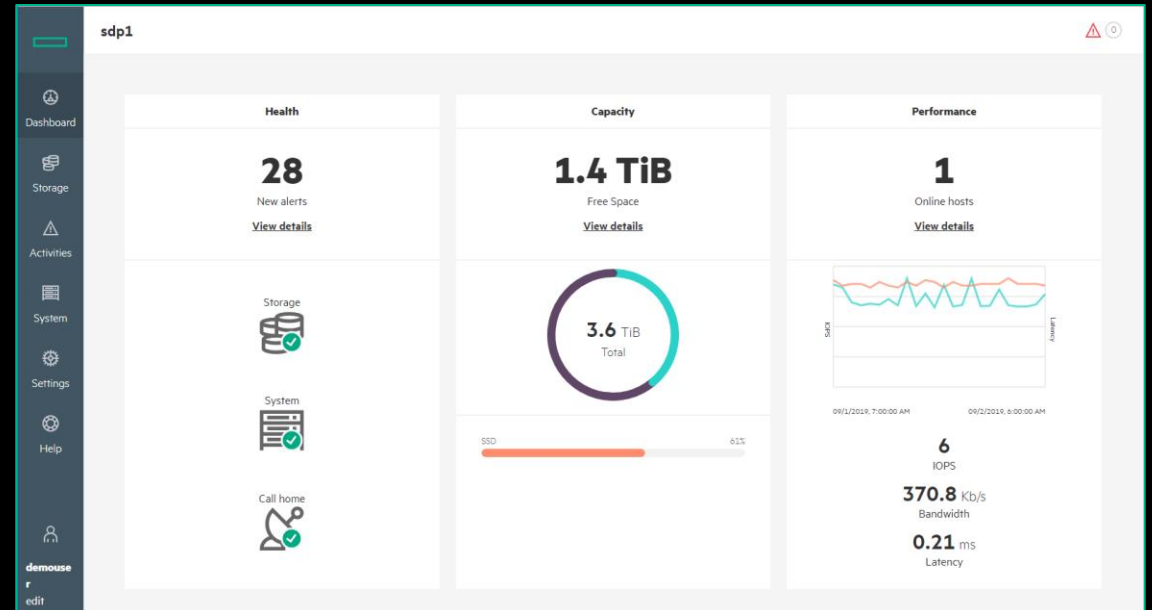 sdp1
0
Dashboard
Storage
Activities
System
Settings
Help
demouse
r
edit
Health
28
New alerts
View details
Storage
System
Call home
Capacity
1.4 TiB
Free Space
View details
3.6 TiB
Total
SSD 61%
Performance
1
Online hosts
View details
IOPS
Latency
09/1/2019, 7:00:00 AM 09/2/2019, 6:00:00 AM
6
IOPS
370.8 Kb/s
Bandwidth
0.21 ms
Latency